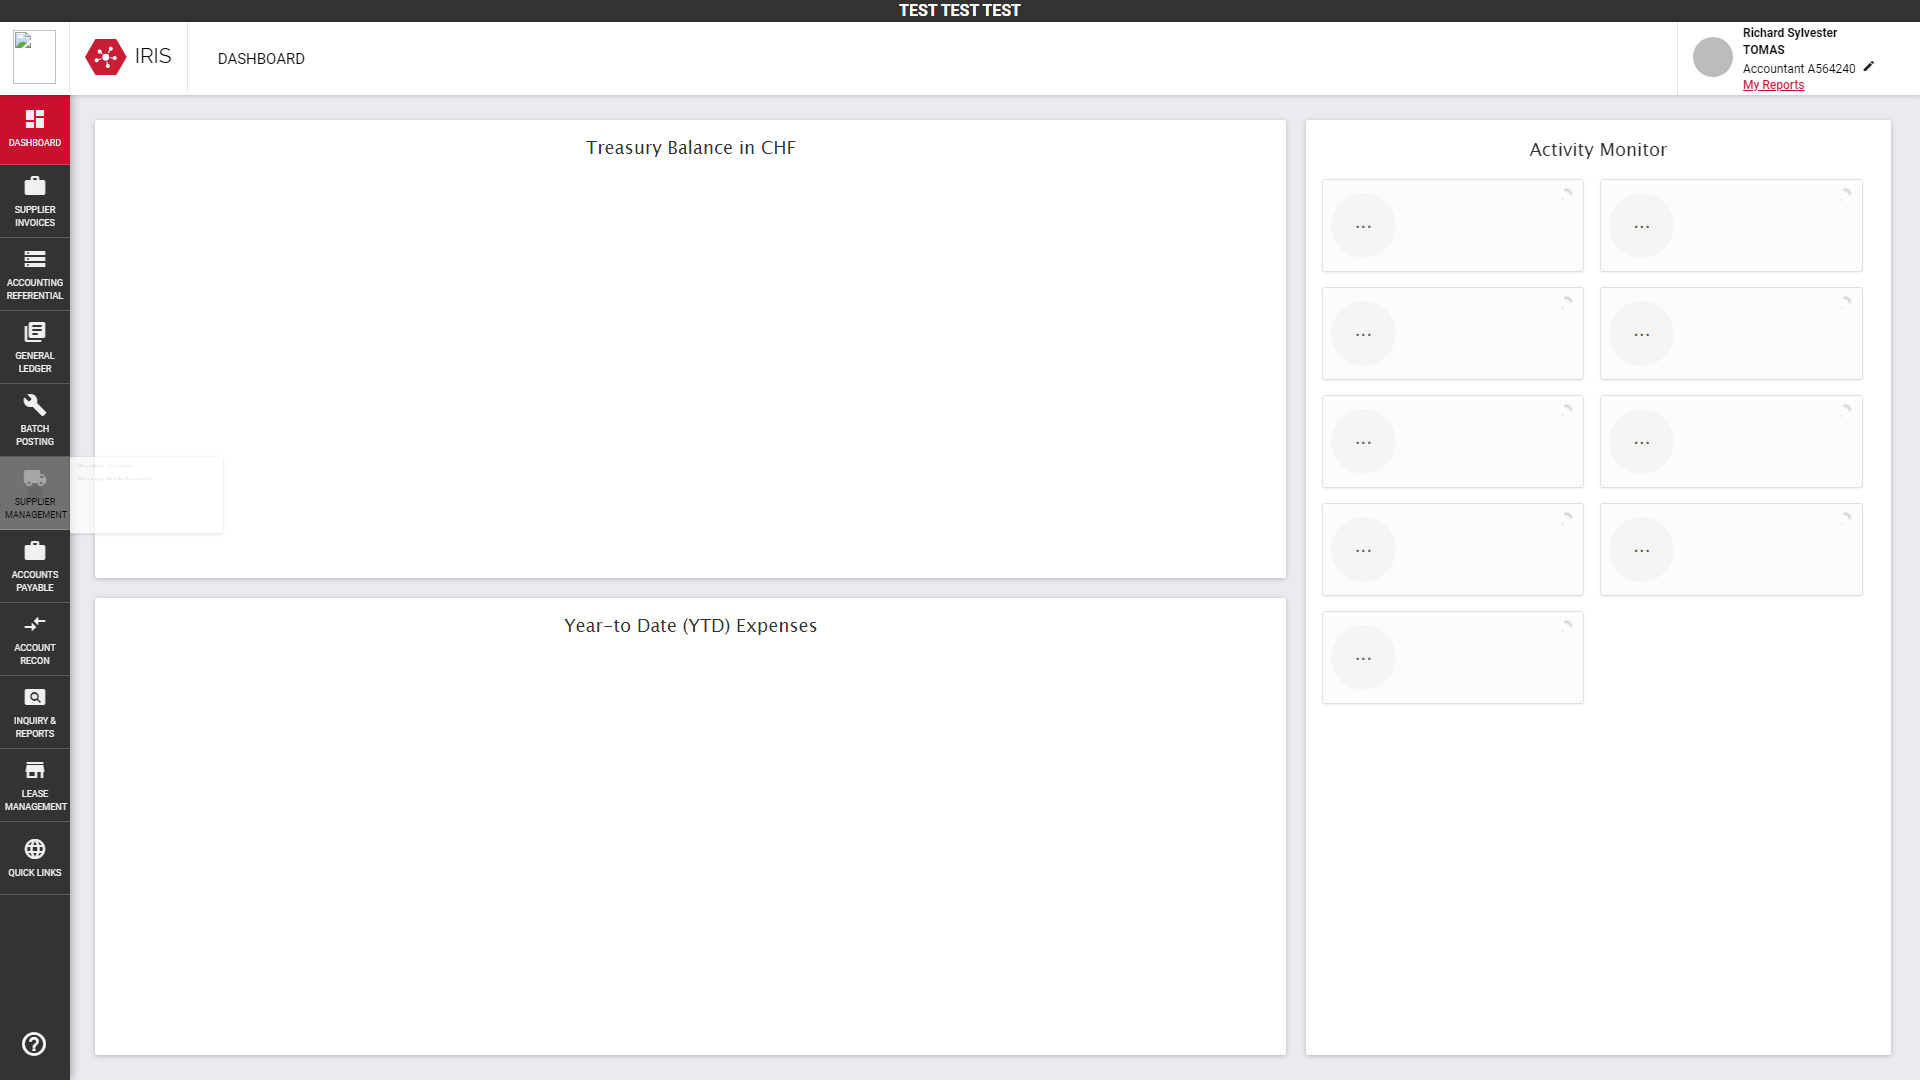 TEST TEST TEST
IRIS
DASHBOARD
Richard Sylvester
TOMAS
Accountant A564240
My Reports
DASHBOARD
SUPPLIER
INVOICES
ACCOUNTING
REFERENTIAL
GENERAL
LEDGER
BATCH
POSTING
SUPPLIER
MANAGEMENT
ACCOUNTS
PAYABLE
ACCOUNT
RECON
INQUIRY &
REPORTS
LEASE
MANAGEMENT
QUICK LINKS
Treasury Balance in CHF
Year-to Date (YTD) Expenses
Activity Monitor
... ...
... ...
... ...
... ...
...